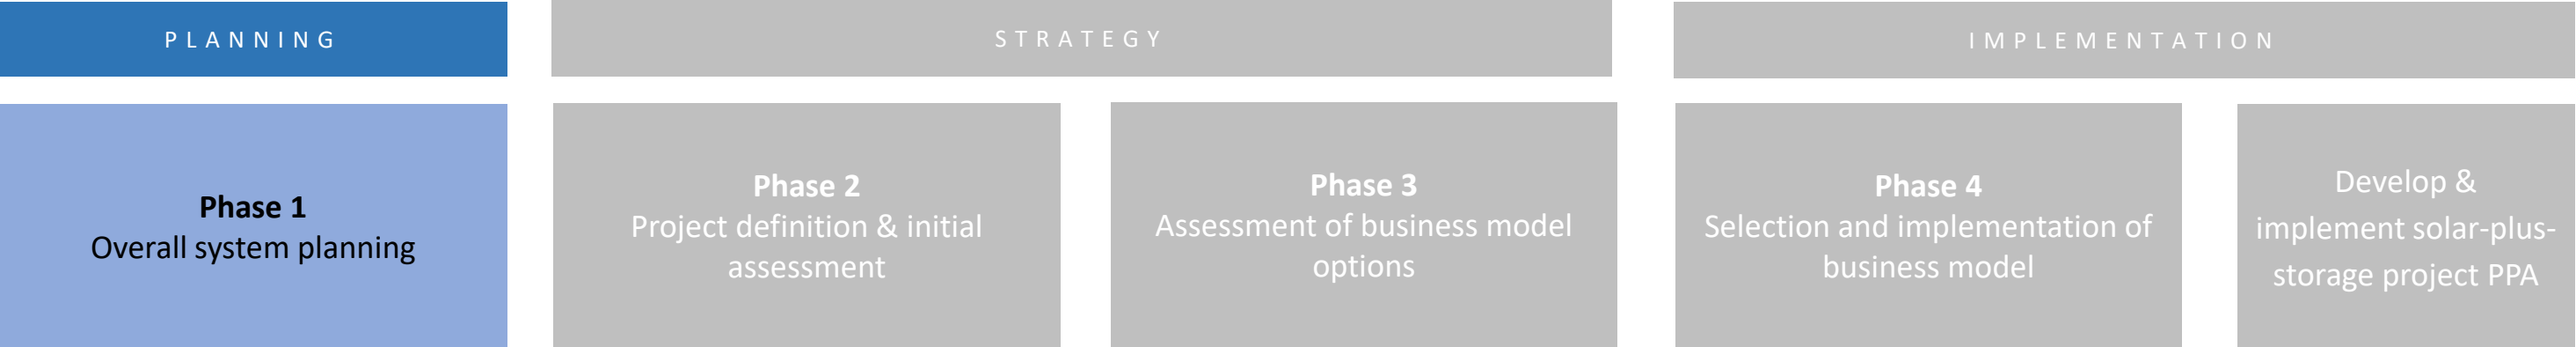 PLANNING
STRATEGY
IMPLEMENTATION
Phase 1
Overall system planning
Phase 2
Project definition & initial
assessment
Phase 3
Assessment of business model
options
Phase 4
Selection and implementation of
business model
Develop &
implement solar-plus-
storage project PPA